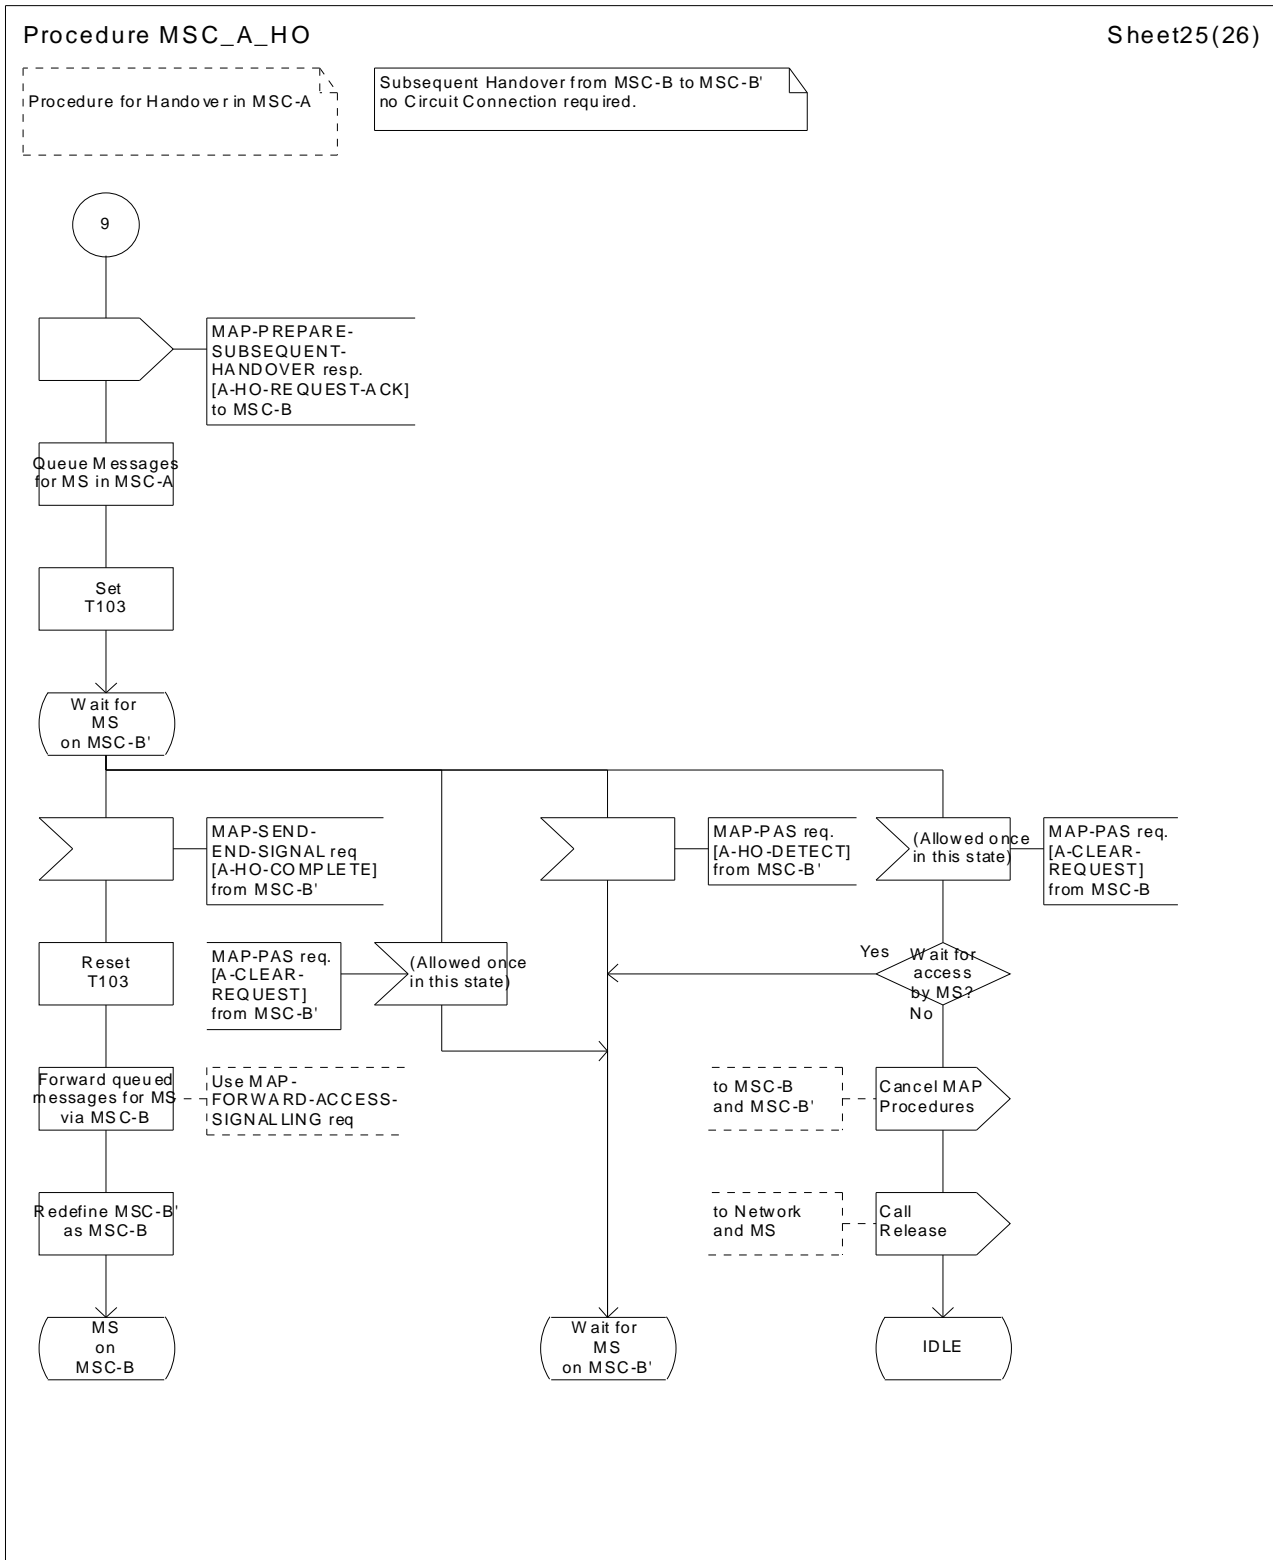 Procedure MSC_A_HO
Sheet25(26)
Procedure for Handover in MSC-A
Subsequent Handover from MSC-B to MSC-B'
no Circuit Connection required.
9
MAP-PREPARE-
SUBSEQUENT-
HANDOVER resp.
[A-HO-REQUEST-ACK]
to MSC-B
Queue Messages
for MS in MSC-A
Set
T103
Wait for
MS
on MSC-B'
MAP-SEND-
END-SIGNAL req
[A-HO-COMPLETE]
from MSC-B'
MAP-PAS req.
[A-HO-DETECT]
from MSC-B'
(Allowed once
in this state)
MAP-PAS req.
[A-CLEAR-
REQUEST]
from MSC-B
Reset
T103
MAP-PAS req.
[A-CLEAR-
REQUEST]
from MSC-B'
(Allowed once
in this state)
Yes
Wait for
access
by MS?
No
Forward queued
messages for MS
via MSC-B
Use MAP-
FORWARD-ACCESS-
SIGNALLING req
to MSC-B
and MSC-B'
Cancel MAP
Procedures
Redefine MSC-B'
as MSC-B
to Network
and MS
Call
Release
MS
on
MSC-B
Wait for
MS
on MSC-B'
IDLE